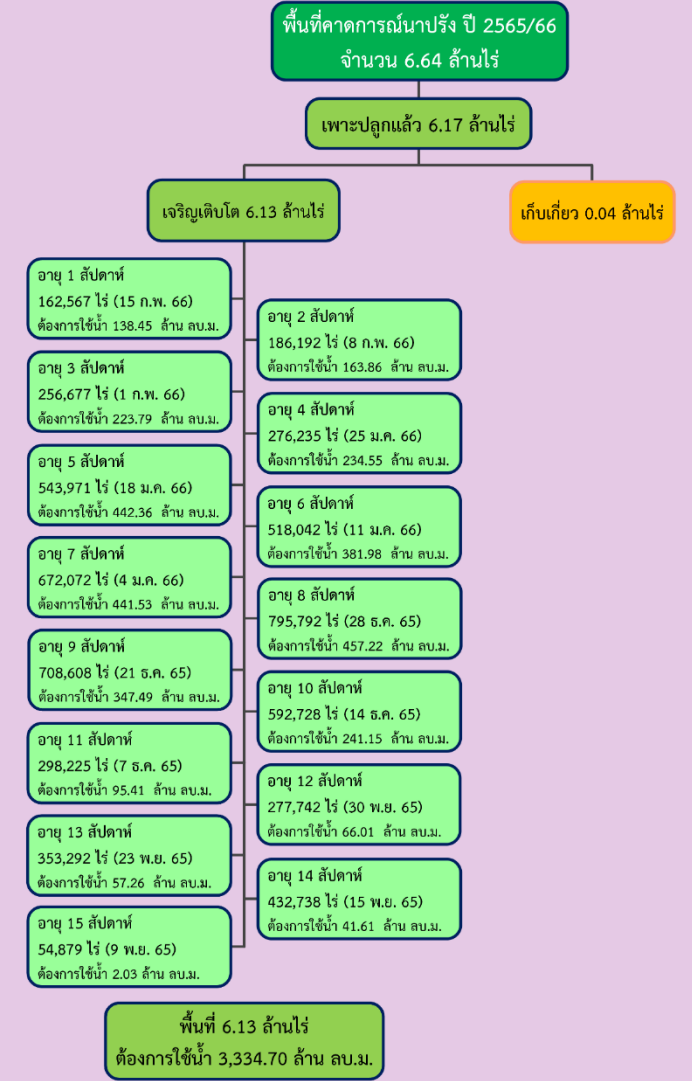 พื้นที่คาดการณ์นาปรัง ปี 2565/66
จำนวน 6.64 ล้านไร่
เพาะปลูกแล้ว 6.17 ล้านไร่
เจริญเติบโต 6.13 ล้านไร่
เก็บเกี่ยว 0.04 ล้านไร่
อายุ 1 สัปดาห์
162,567 ไร่ (15 ก.พ. 66)
ต้องการใช้น้ำ 138.45 ล้าน ลบ.ม.
อายุ 2 สัปดาห์
186,192 ไร่ (8 ก.พ. 66)
ต้องการใช้น้ำ 163.86 ล้าน ลบ.ม.
อายุ 3 สัปดาห์
256,677 ไร่ (1 ก.พ. 66)
ต้องการใช้น้ำ 223.79 ล้าน ลบ.ม.
อายุ 4 สัปดาห์
276,235 ไร่ (25 ม.ค. 66)
ต้องการใช้น้ำ 234.55 ล้าน ลบ.ม.
อายุ 5 สัปดาห์
543,971 ไร่ (18 ม.ค. 66)
ต้องการใช้น้ำ 442.36 ล้าน ลบ.ม.
อายุ 6 สัปดาห์
518,042 ไร่ (11 ม.ค. 66)
ต้องการใช้น้ำ 381.98 ล้าน ลบ.ม.
อายุ 7 สัปดาห์
672,072 ไร่ (4 ม.ค. 66)
ต้องการใช้น้ำ 441.53 ล้าน ลบ.ม.
อายุ 8 สัปดาห์
795,792 ไร่ (28 ธ.ค. 65)
ต้องการใช้น้ำ 457.22 ล้าน ลบ.ม.
อายุ 9 สัปดาห์
708,608 ไร่ (21 ธ.ค. 65)
ต้องการใช้น้ำ 347.49 ล้าน ลบ.ม.
อายุ 10 สัปดาห์
592,728 ไร่ (14 ธ.ค. 65)
ต้องการใช้น้ำ 241.15 ล้าน ลบ.ม.
อายุ 11 สัปดาห์
298,225 ไร่ (7 ธ.ค. 65)
ต้องการใช้น้ำ 95.41 ล้าน ลบ.ม.
อายุ 12 สัปดาห์
277,742 ไร่ (30 พ.ย. 65)
ต้องการใช้น้ำ 66.01 ล้าน ลบ.ม.
อายุ 13 สัปดาห์
353,292 ไร่ (23 พ.ย. 65)
ต้องการใช้น้ำ 57.26 ล้าน ลบ.ม.
อายุ 14 สัปดาห์
432,738 ไร่ (15 พ.ย. 65)
ต้องการใช้น้ำ 41.61 ล้าน ลบ.ม.
อายุ 15 สัปดาห์
54,879 ไร่ (9 พ.ย. 65)
ต้องการใช้น้ำ 2.03 ล้าน ลบ.ม.
พื้นที่ 6.13 ล้านไร่
ต้องการใช้น้ำ 3,334.70 ล้าน ลบ.ม.